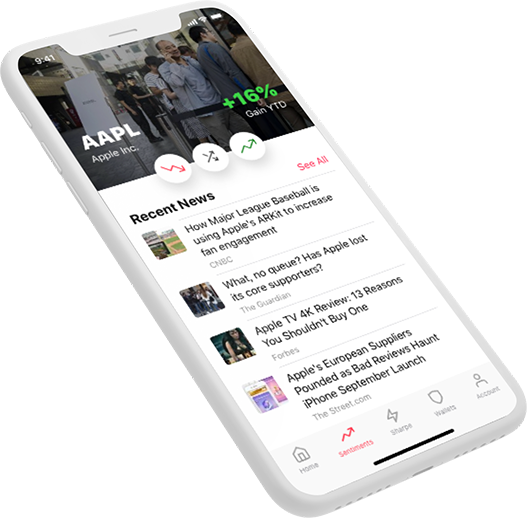 9:41
AAPL
Apple Inc.
+16%
Gain YTD
Recent News
See All
How Major League Baseball is
using Apple's ARKit to increase
fan engagement
CNBC
What, no queue? Has Apple lost
its core supporters?
The Guardian
Apple TV 4K Review: 13 Reasons
You Shouldn't Buy One
Forbes
Apple's European Suppliers
Pounded as Bad Reviews Haunt
iPhone September Launch
The Street.com
Home
Sentiments
Sharpe
Wallets
Account